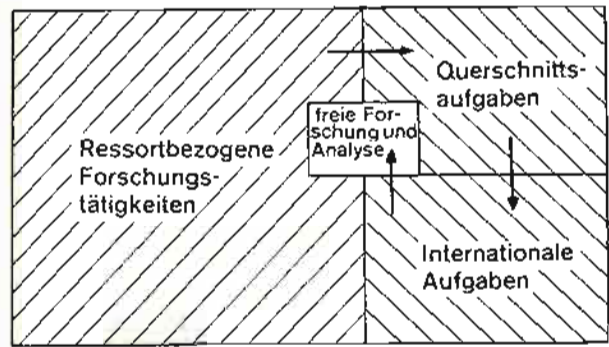 Ressortbezogene
Forschungs-
tätigkeiten
freie For-
schung und
Analyse
Querschnitts-
aufgaben
Internationale
Aufgaben